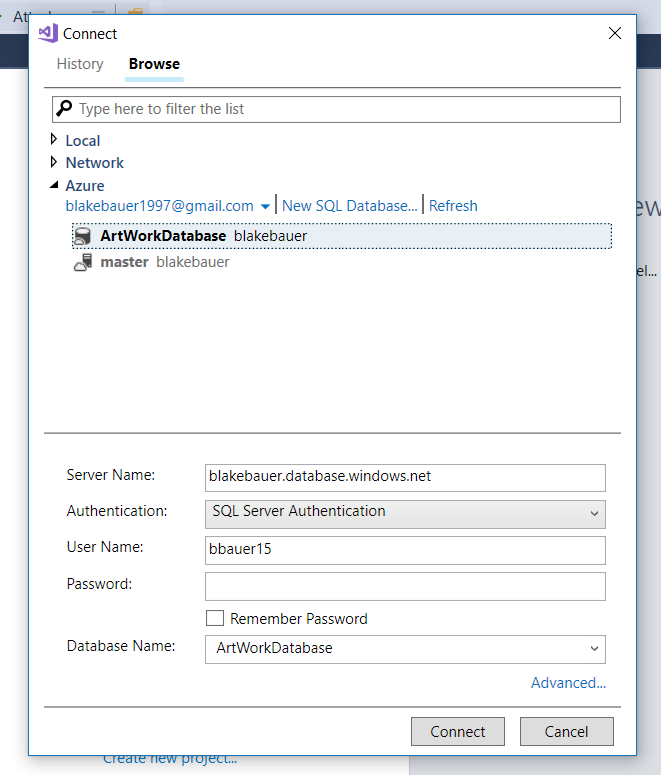 Connect
History Browse
Type here to filter the list
Local
Network
Azure
blakebauer1997@gmail.com New SQL Database... Refresh
ArtWorkDatabase blakebauer
master blakebauer
Server Name: blakebauer.database.windows.net
Authentication: SQL Server Authentication
User Name: bbauer15
Password:
Remember Password
Database Name: ArtWorkDatabase
Advanced...
Connect Cancel
Create new project...